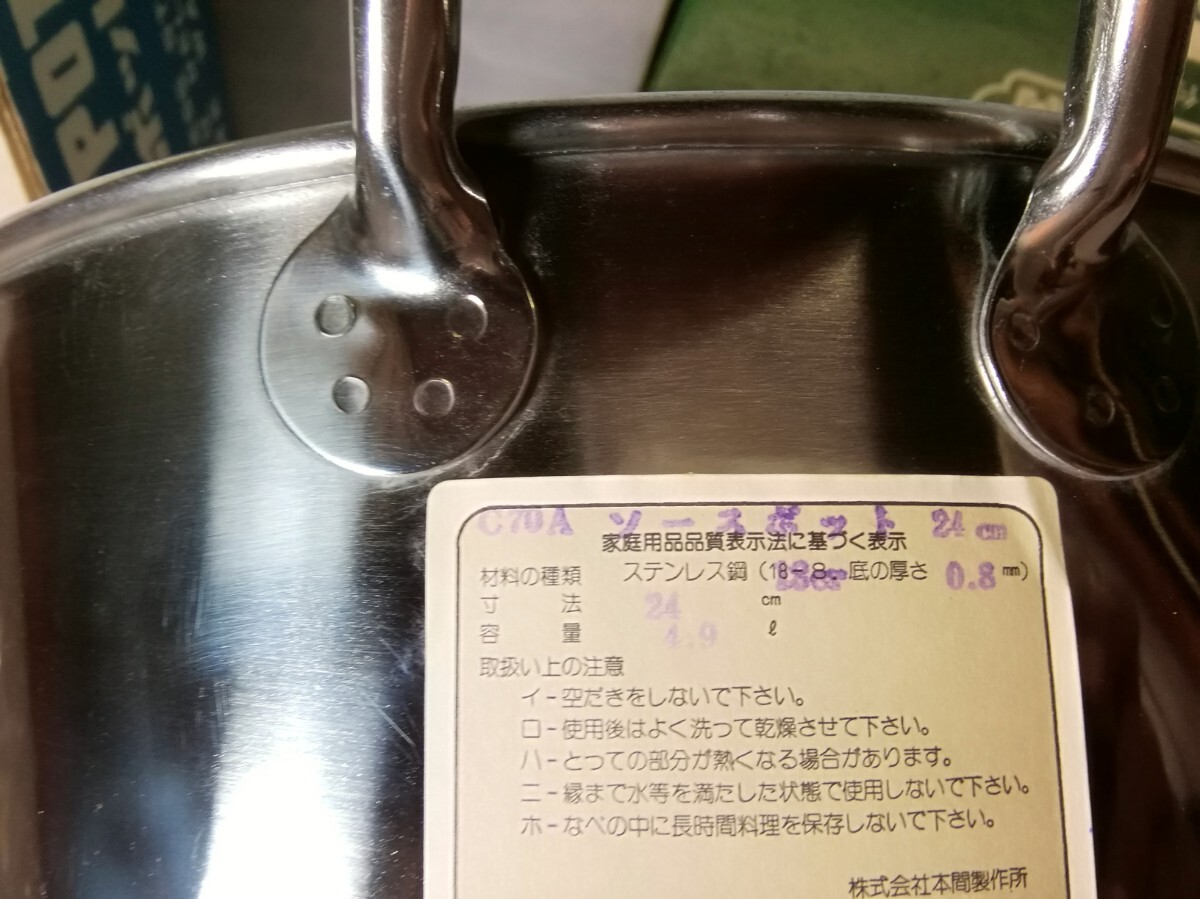 POT
C70A ソースポット 24 cm
家庭用品品質表示法に基づく表示
材料の種類 ステンレス鋼(18-8. 底の厚さ 0.8 mm)
寸 法 24 cm
容 量 4.9 ℓ
取扱い上の注意
イ-空だきをしないで下さい。
ロ-使用後はよく洗って乾燥させて下さい。
ハ-とっての部分が熱くなる場合があります。
ニ-縁まで水等を満たした状態で使用しないで下さい。
ホ-なべの中に長時間料理を保存しないで下さい。
株式会社本間製作所